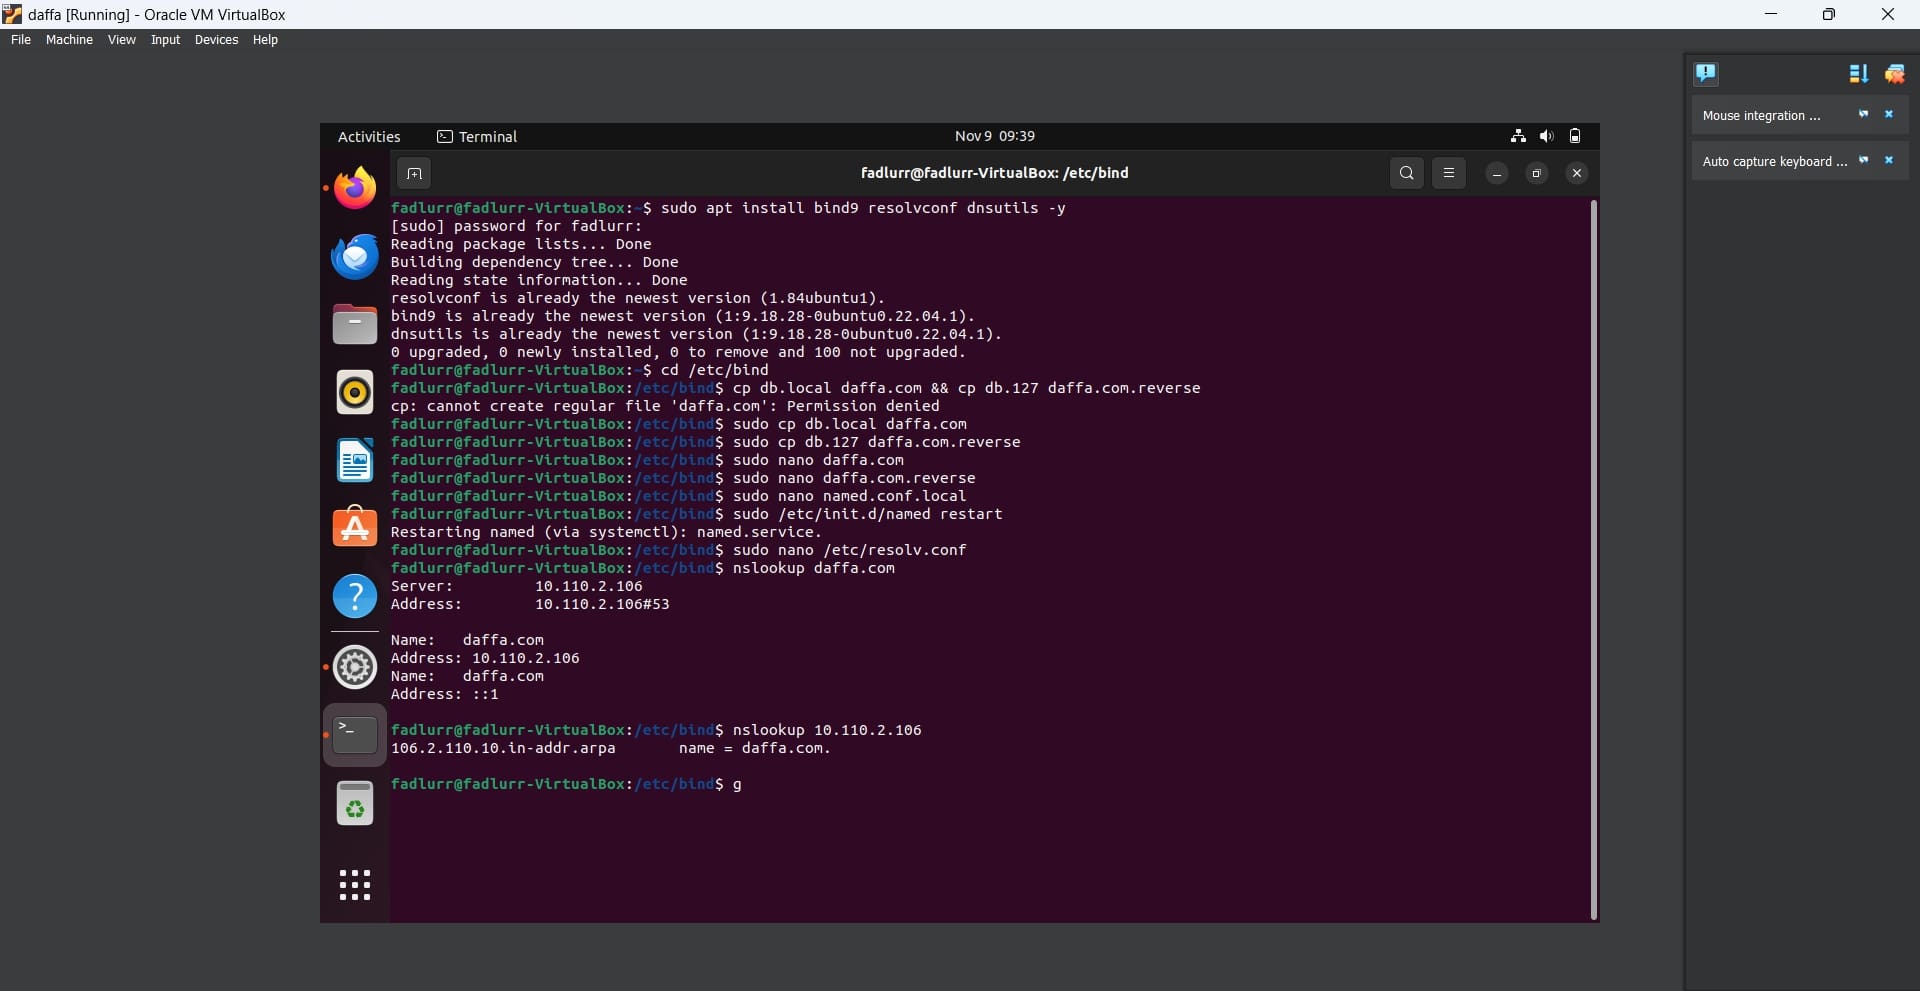 daffa [Running] - Oracle VM VirtualBox
File Machine View Input Devices Help
Mouse integration ...
Auto capture keyboard ...
Activities Terminal Nov 9 09:39
fadlurr@fadlurr-VirtualBox: /etc/bind
fadlurr@fadlurr-VirtualBox:~$ sudo apt install bind9 resolvconf dnsutils -y
[sudo] password for fadlurr:
Reading package lists... Done
Building dependency tree... Done
Reading state information... Done
resolvconf is already the newest version (1.84ubuntu1).
bind9 is already the newest version (1:9.18.28-0ubuntu0.22.04.1).
dnsutils is already the newest version (1:9.18.28-0ubuntu0.22.04.1).
0 upgraded, 0 newly installed, 0 to remove and 100 not upgraded.
fadlurr@fadlurr-VirtualBox:~$ cd /etc/bind
fadlurr@fadlurr-VirtualBox:/etc/bind$ cp db.local daffa.com && cp db.127 daffa.com.reverse
cp: cannot create regular file 'daffa.com': Permission denied
fadlurr@fadlurr-VirtualBox:/etc/bind$ sudo cp db.local daffa.com
fadlurr@fadlurr-VirtualBox:/etc/bind$ sudo cp db.127 daffa.com.reverse
fadlurr@fadlurr-VirtualBox:/etc/bind$ sudo nano daffa.com
fadlurr@fadlurr-VirtualBox:/etc/bind$ sudo nano daffa.com.reverse
fadlurr@fadlurr-VirtualBox:/etc/bind$ sudo nano named.conf.local
fadlurr@fadlurr-VirtualBox:/etc/bind$ sudo /etc/init.d/named restart
Restarting named (via systemctl): named.service.
fadlurr@fadlurr-VirtualBox:/etc/bind$ sudo nano /etc/resolv.conf
fadlurr@fadlurr-VirtualBox:/etc/bind$ nslookup daffa.com
Server: 10.110.2.106
Address: 10.110.2.106#53
Name: daffa.com
Address: 10.110.2.106
Name: daffa.com
Address: ::1
fadlurr@fadlurr-VirtualBox:/etc/bind$ nslookup 10.110.2.106
106.2.110.10.in-addr.arpa name = daffa.com.
fadlurr@fadlurr-VirtualBox:/etc/bind$ g